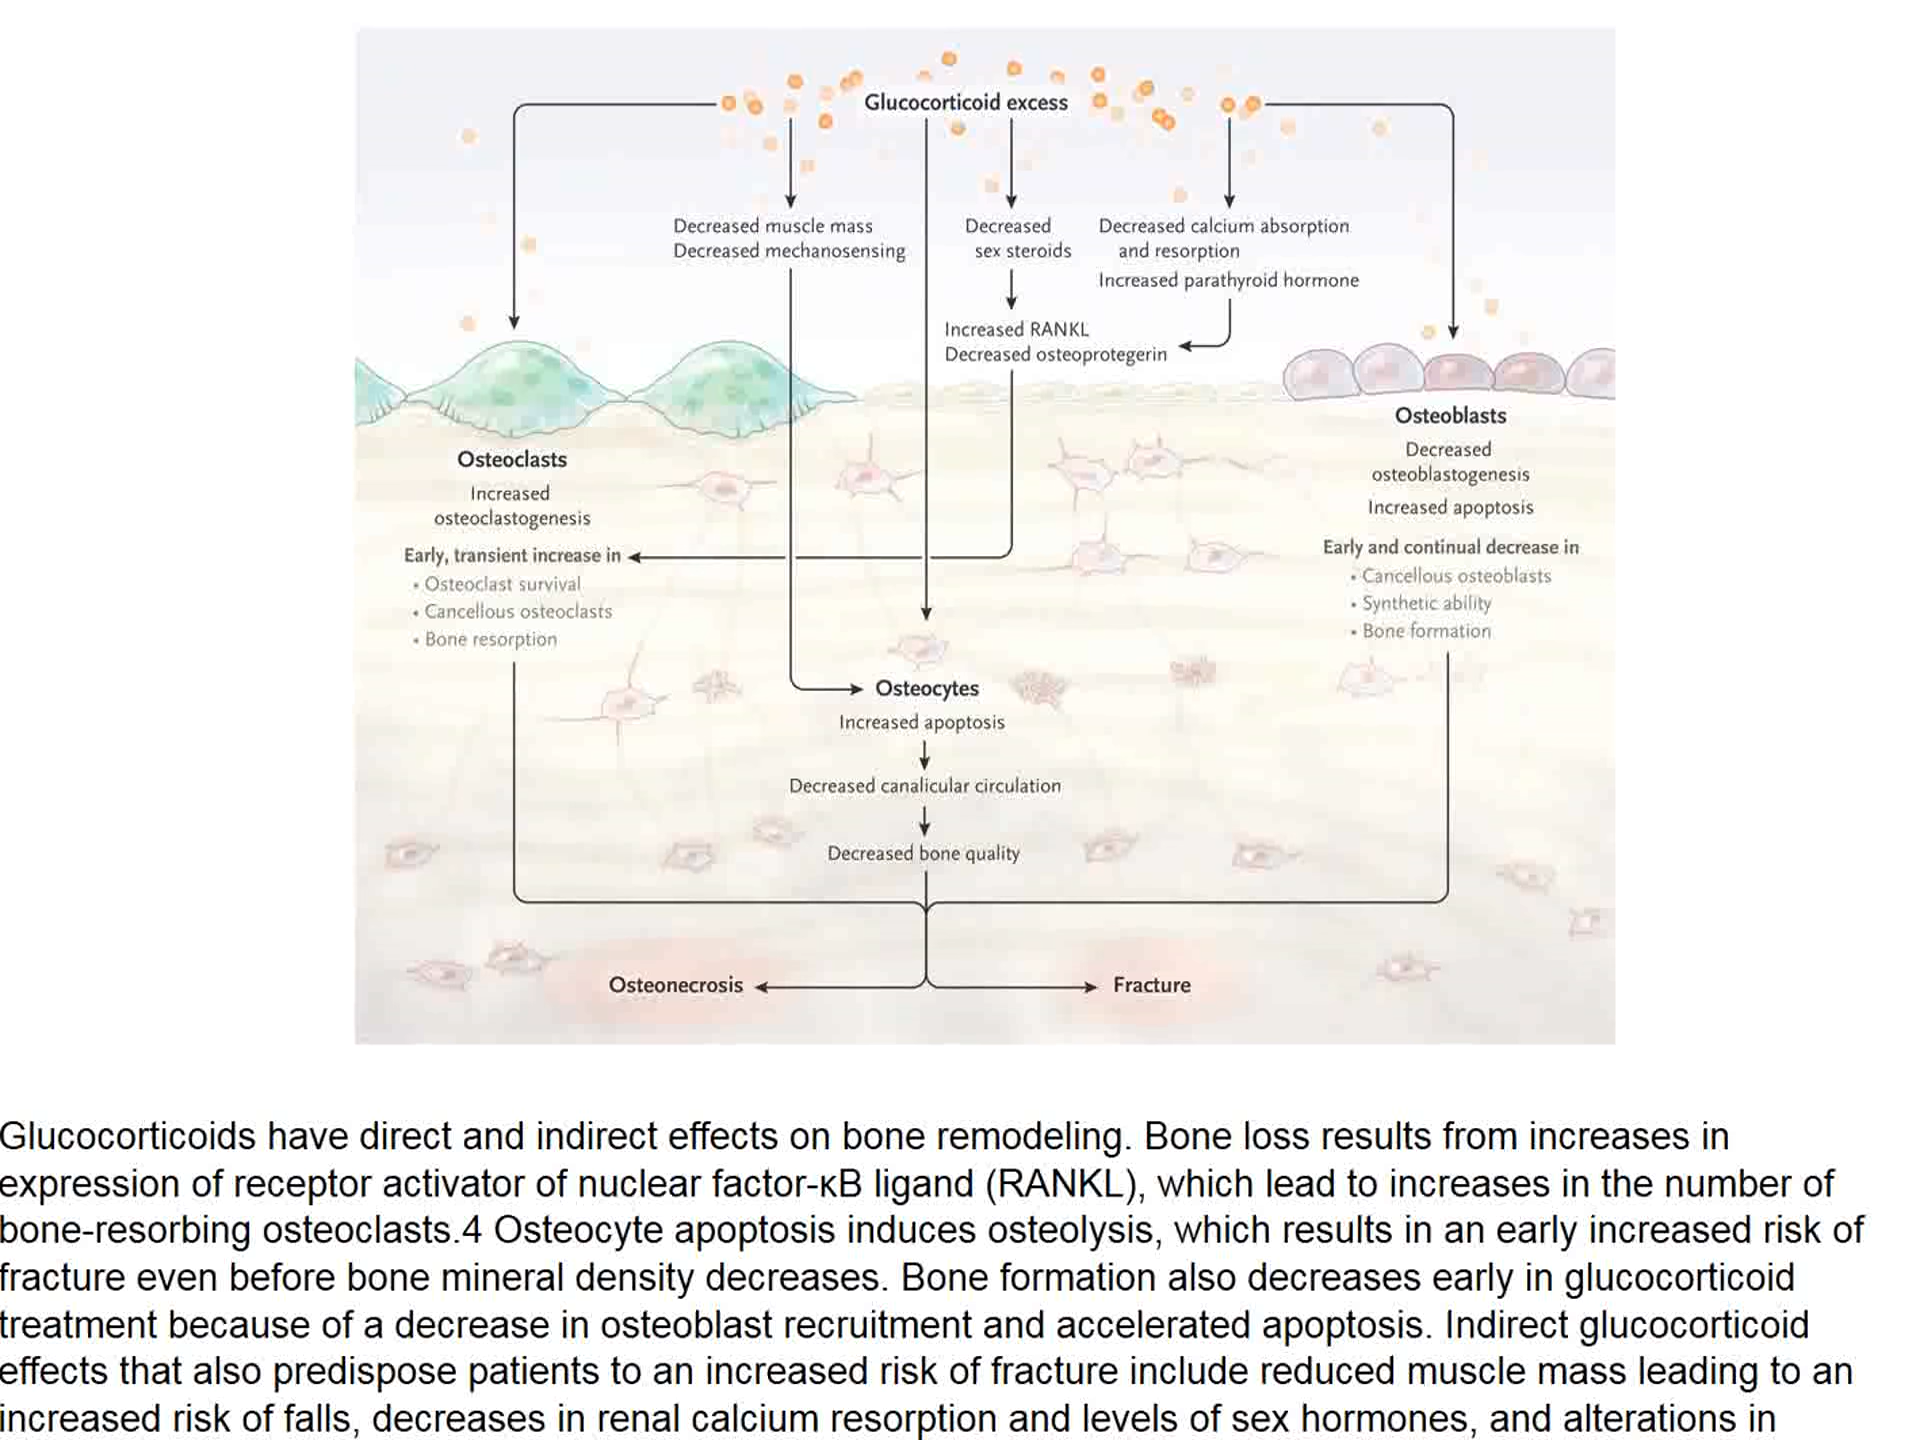 Glucocorticoid excess
Decreased muscle mass
Decreased mechanosensing
Decreased
sex steroids
Decreased calcium absorption
and resorption
Increased parathyroid hormone
Increased RANKL
Decreased osteoprotegerin
Osteoclasts
Increased
osteoclastogenesis
Early, transient increase in
• Osteoclast survival
• Cancellous osteoclasts
• Bone resorption
Osteoblasts
Decreased
osteoblastogenesis
Increased apoptosis
Early and continual decrease in
• Cancellous osteoblasts
• Synthetic ability
• Bone formation
Osteocytes
Increased apoptosis
Decreased canalicular circulation
Decreased bone quality
Osteonecrosis
Fracture
Glucocorticoids have direct and indirect effects on bone remodeling. Bone loss results from increases in
expression of receptor activator of nuclear factor-κB ligand (RANKL), which lead to increases in the number of
bone-resorbing osteoclasts.4 Osteocyte apoptosis induces osteolysis, which results in an early increased risk of
fracture even before bone mineral density decreases. Bone formation also decreases early in glucocorticoid
treatment because of a decrease in osteoblast recruitment and accelerated apoptosis. Indirect glucocorticoid
effects that also predispose patients to an increased risk of fracture include reduced muscle mass leading to an
increased risk of falls, decreases in renal calcium resorption and levels of sex hormones, and alterations in